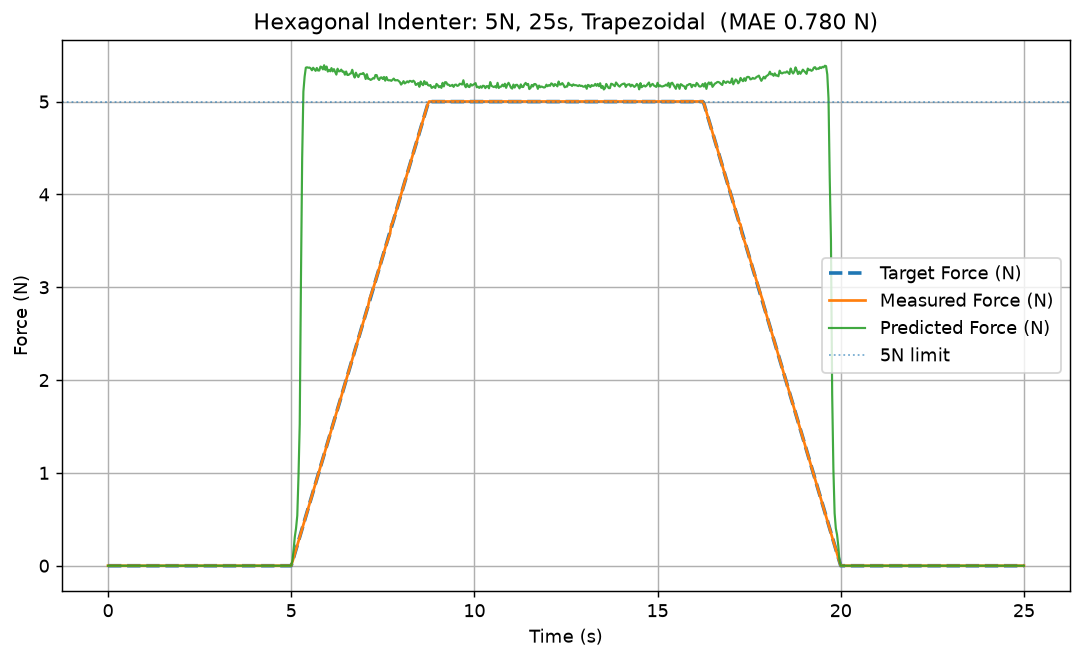 Hexagonal Indenter: 5N, 25s, Trapezoidal  (MAE 0.780 N)
Force (N)
5
4
3
2
1
0
Target Force (N)
Measured Force (N)
Predicted Force (N)
5N limit
0 5 10 15 20 25
Time (s)